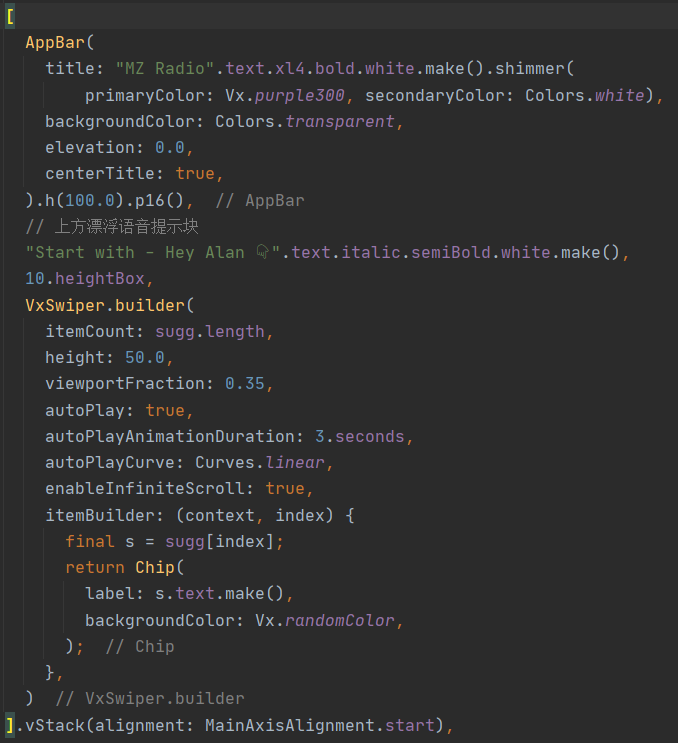 [
  AppBar(
    title: "MZ Radio".text.xl4.bold.white.make().shimmer(
        primaryColor: Vx.purple300, secondaryColor: Colors.white),
    backgroundColor: Colors.transparent,
    elevation: 0.0,
    centerTitle: true,
  ).h(100.0).p16(),  // AppBar
  // 上方漂浮语音提示块
  "Start with - Hey Alan 👇".text.italic.semiBold.white.make(),
  10.heightBox,
  VxSwiper.builder(
    itemCount: sugg.length,
    height: 50.0,
    viewportFraction: 0.35,
    autoPlay: true,
    autoPlayAnimationDuration: 3.seconds,
    autoPlayCurve: Curves.linear,
    enableInfiniteScroll: true,
    itemBuilder: (context, index) {
      final s = sugg[index];
      return Chip(
        label: s.text.make(),
        backgroundColor: Vx.randomColor,
      );  // Chip
    },
  )  // VxSwiper.builder
].vStack(alignment: MainAxisAlignment.start),